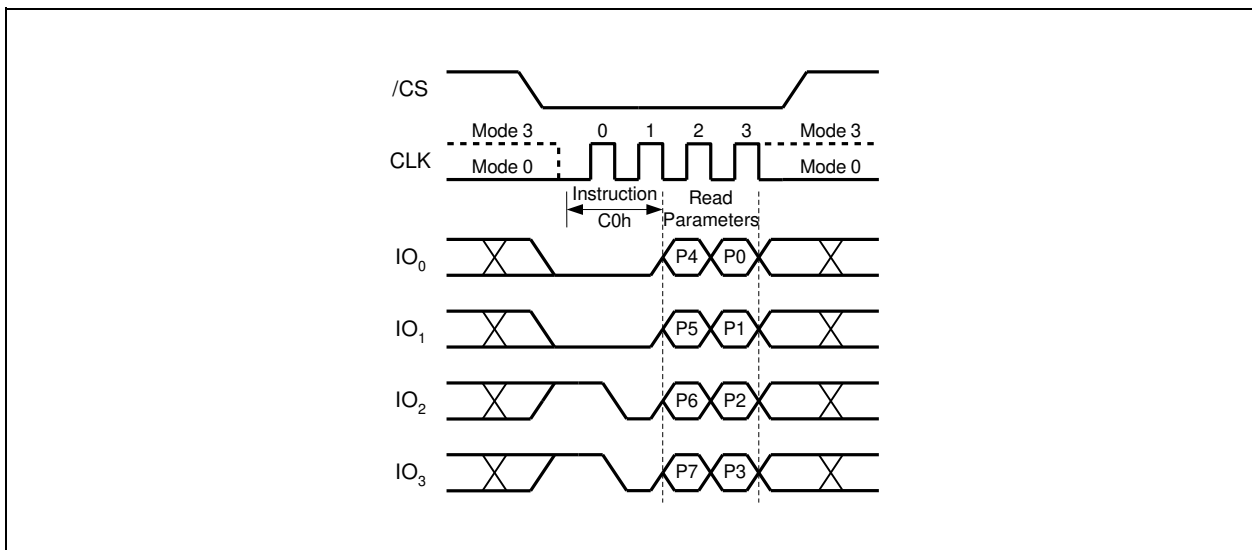 /CS
Mode 3 0 1 2 3 Mode 3
CLK
Mode 0 Mode 0
Instruction Read
C0h Parameters
IO0 P4 P0
IO1 P5 P1
IO2 P6 P2
IO3 P7 P3